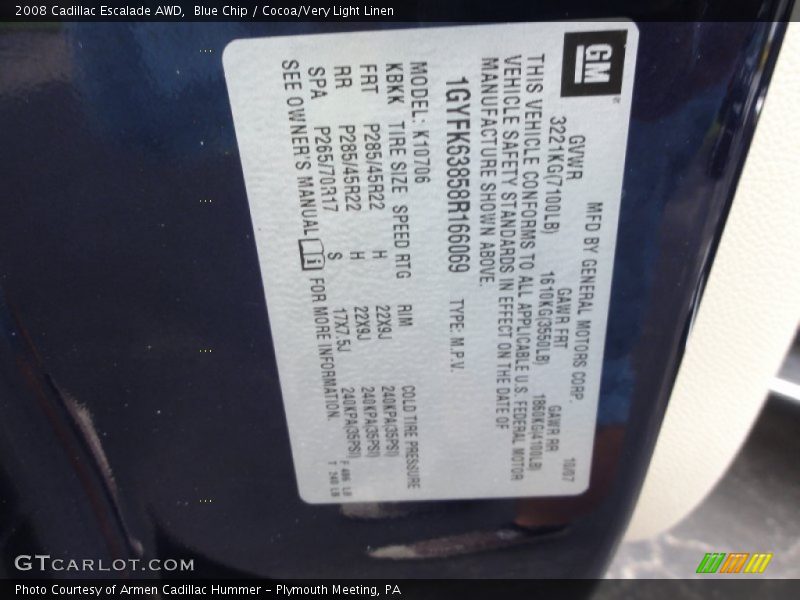 2008 Cadillac Escalade AWD,  Blue Chip / Cocoa/Very Light Linen
GM
MFD BY GENERAL MOTORS CORP. 10/07
GVWR GAWR FRT GAWR RR
3221KG(7100LB) 1610KG(3550LB) 1860KG(4100LB)
THIS VEHICLE CONFORMS TO ALL APPLICABLE U.S. FEDERAL MOTOR
VEHICLE SAFETY STANDARDS IN EFFECT ON THE DATE OF
MANUFACTURE SHOWN ABOVE.
1GYFK63858R166069 TYPE: M.P.V.
MODEL: K10706
KBKK TIRE SIZE SPEED RTG RIM COLD TIRE PRESSURE
FRT P285/45R22 H 22X9J 240KPA(35PSI)
RR P285/45R22 H 22X9J 240KPA(35PSI)
SPA P265/70R17 S 17X7.5J 240KPA(35PSI)
SEE OWNER'S MANUAL i FOR MORE INFORMATION.
GTCARLOT.COM
Photo Courtesy of Armen Cadillac Hummer – Plymouth Meeting, PA